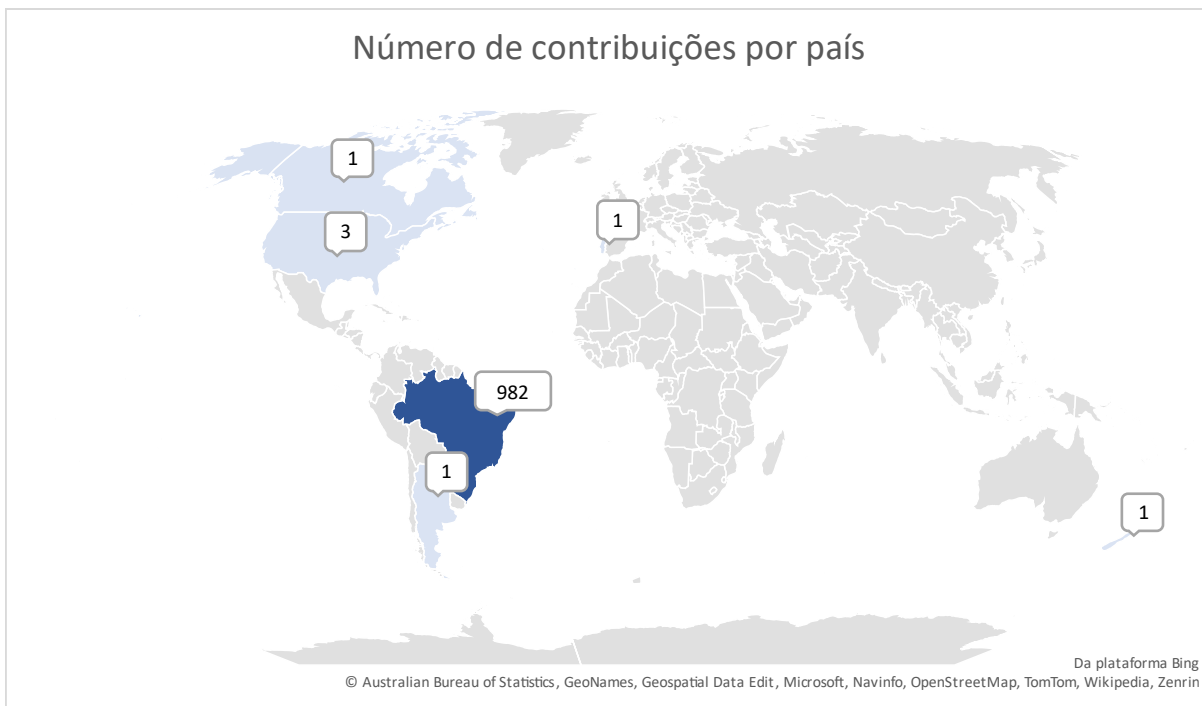 Número de contribuições por país
1
3
1
982
1
1
Da plataforma Bing
© Australian Bureau of Statistics, GeoNames, Geospatial Data Edit, Microsoft, Navinfo, OpenStreetMap, TomTom, Wikipedia, Zenrin